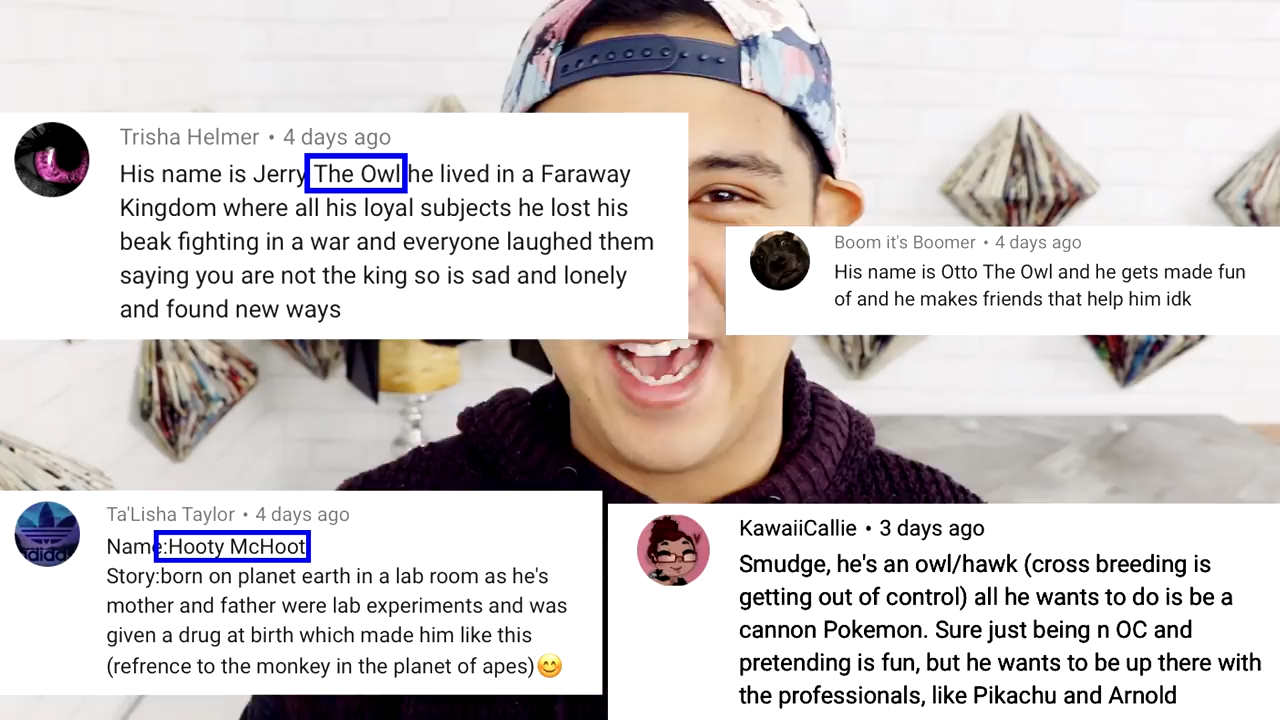 Trisha Helmer • 4 days ago
His name is Jerry The Owl he lived in a Faraway
Kingdom where all his loyal subjects he lost his
beak fighting in a war and everyone laughed them
saying you are not the king so is sad and lonely
and found new ways
Boom it's Boomer • 4 days ago
His name is Otto The Owl and he gets made fun
of and he makes friends that help him idk
adidas
Ta'Lisha Taylor • 4 days ago
Name:Hooty McHoot
Story:born on planet earth in a lab room as he's
mother and father were lab experiments and was
given a drug at birth which made him like this
(refrence to the monkey in the planet of apes)😊
KawaiiCallie • 3 days ago
Smudge, he's an owl/hawk (cross breeding is
getting out of control) all he wants to do is be a
cannon Pokemon. Sure just being n OC and
pretending is fun, but he wants to be up there with
the professionals, like Pikachu and Arnold